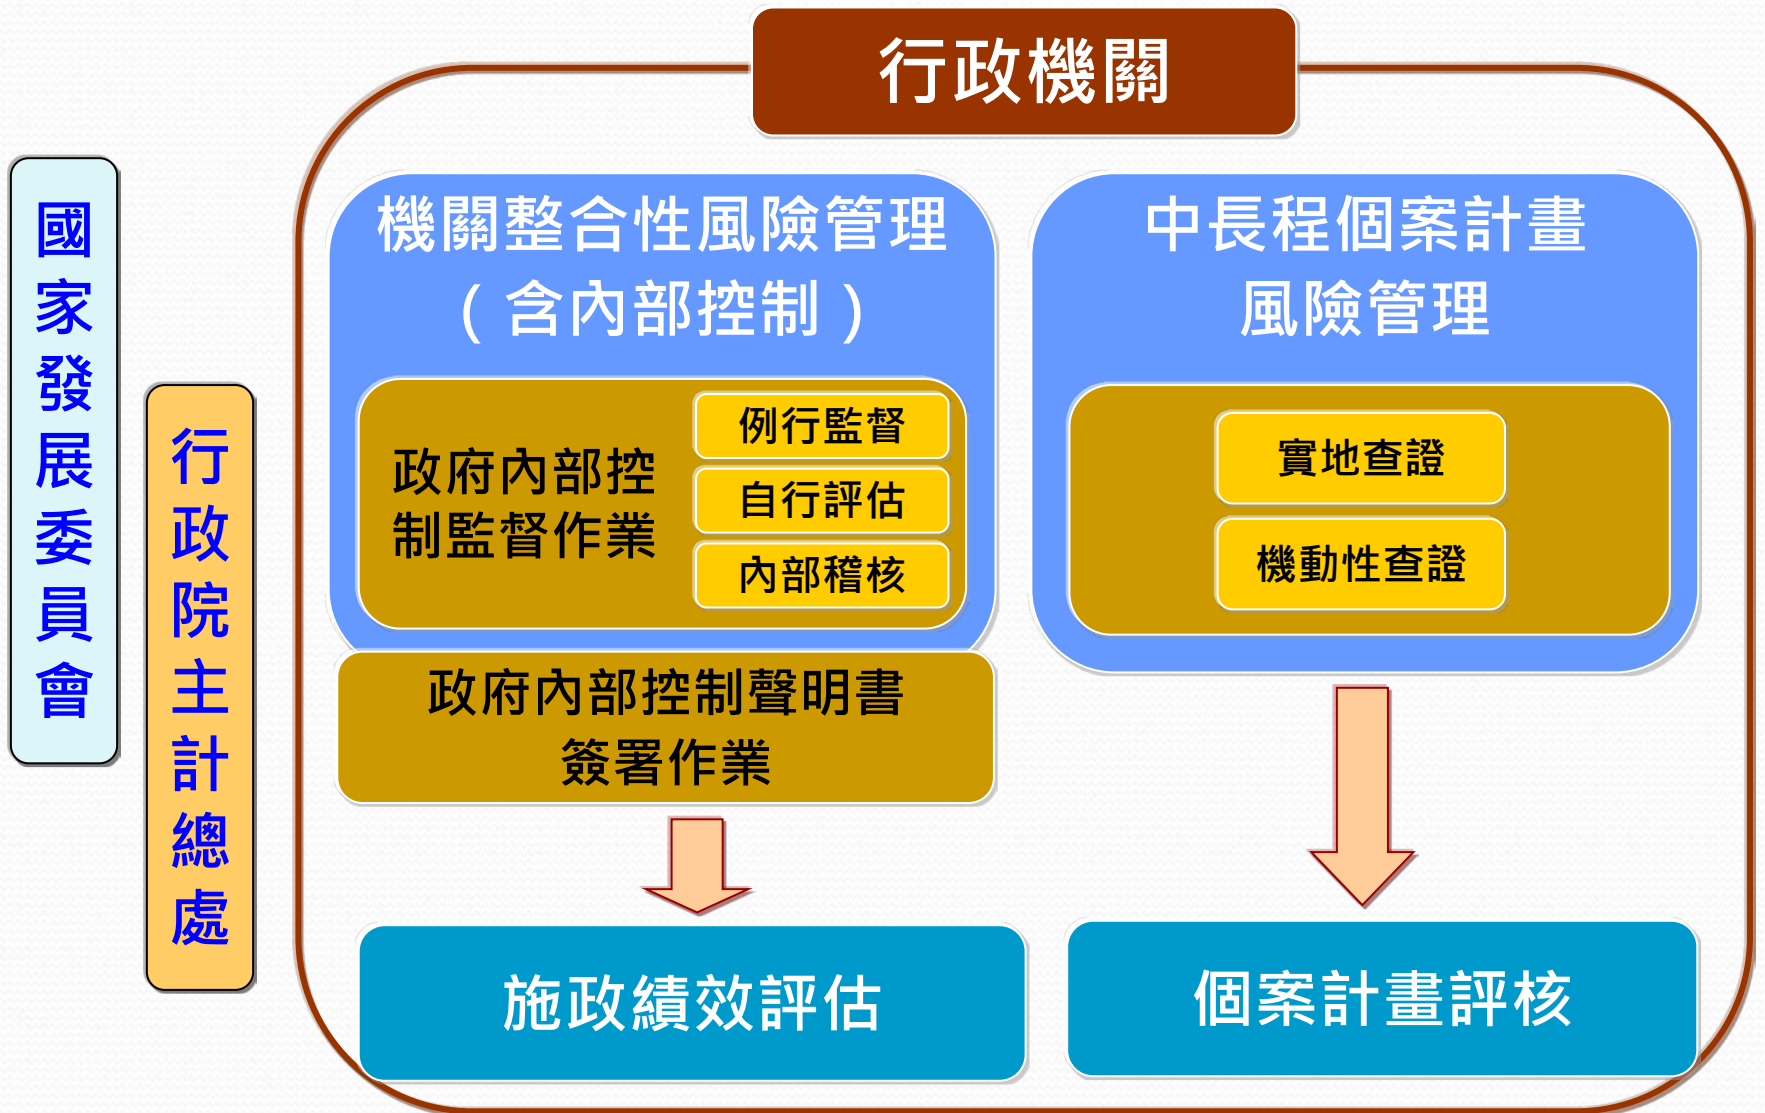 行政機關
國家發展委員會
行政院主計總處
機關整合性風險管理
（含內部控制）
政府內部控
制監督作業
例行監督
自行評估
內部稽核
政府內部控制聲明書
簽署作業
施政績效評估
中長程個案計畫
風險管理
實地查證
機動性查證
個案計畫評核